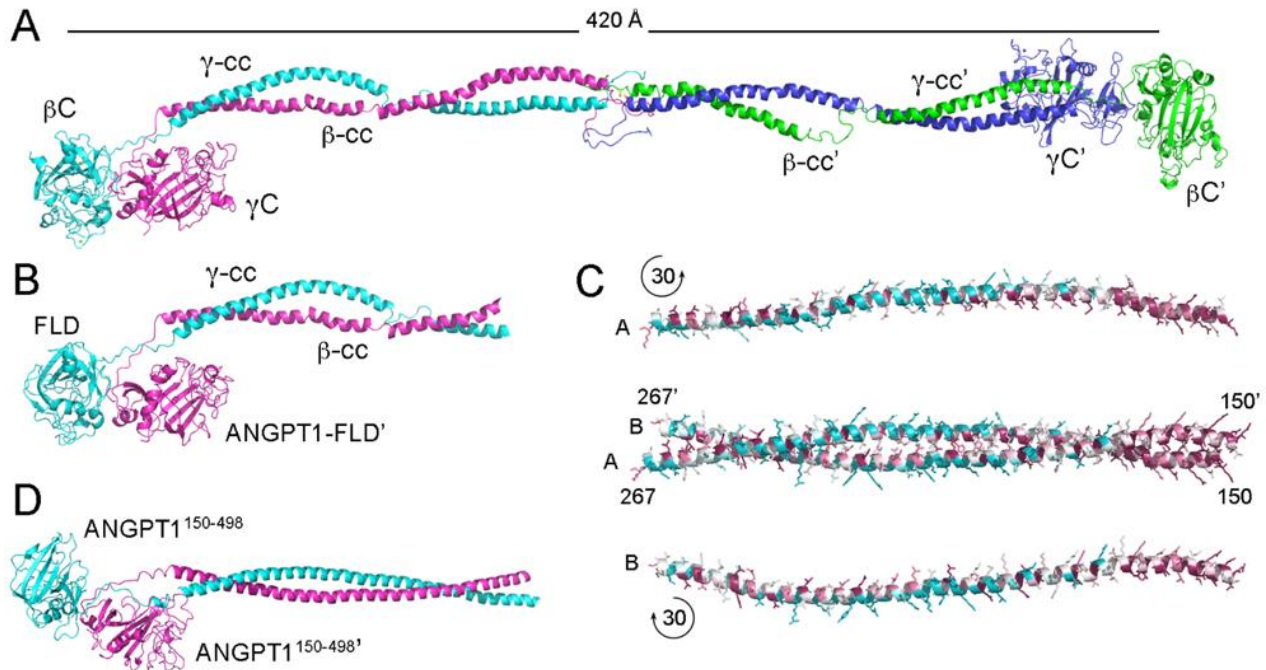 A
420 Å
γ-cc
γ-cc'
βC
β-cc
β-cc'
γC'
γC
βC'
B
γ-cc
FLD
β-cc
ANGPT1-FLD'
C
30
A
267'
150'
B
A
267
150
B
30
D
ANGPT1150-498
ANGPT1150-498'